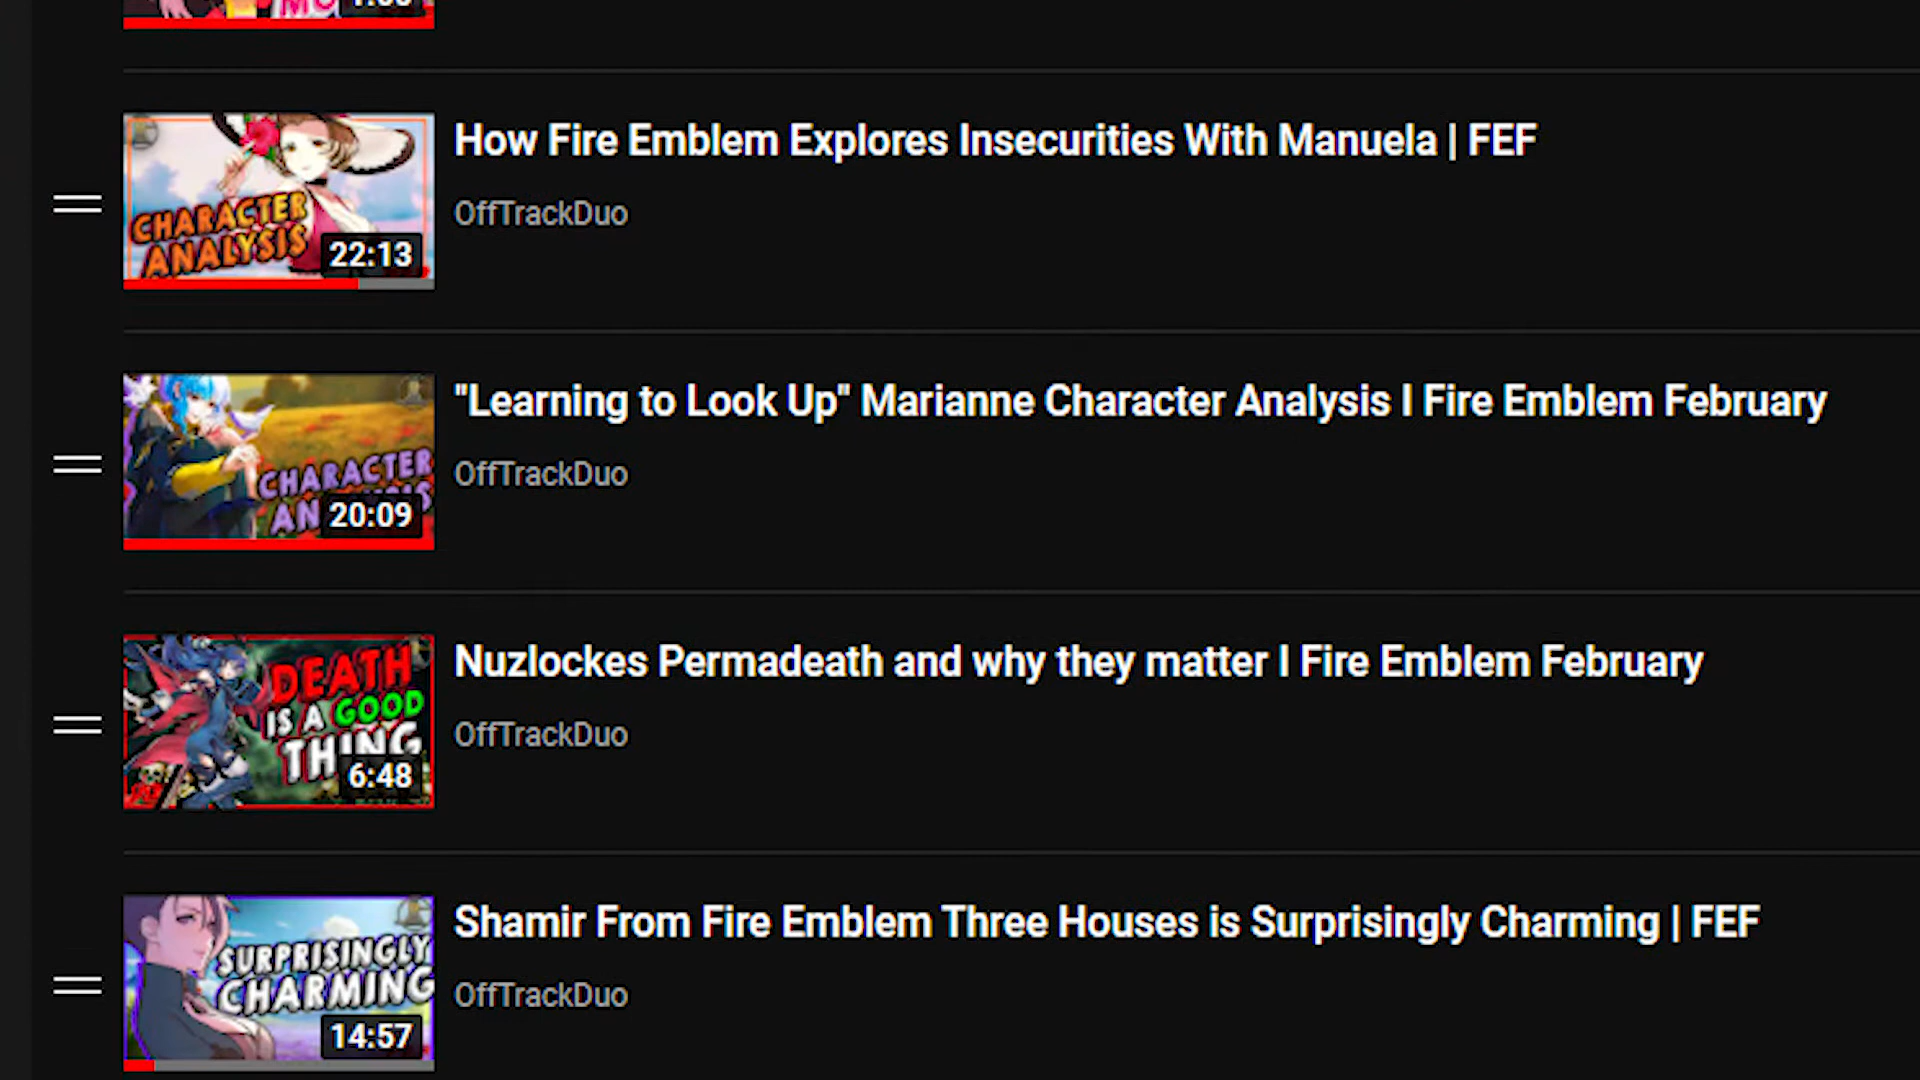 How Fire Emblem Explores Insecurities With Manuela | FEF
OffTrackDuo
CHARACTER
ANALYSIS
22:13
"Learning to Look Up" Marianne Character Analysis I Fire Emblem February
OffTrackDuo
CHARACTER
20:09
Nuzlockes Permadeath and why they matter I Fire Emblem February
OffTrackDuo
DEATH
IS A GOOD
THING
6:48
Shamir From Fire Emblem Three Houses is Surprisingly Charming | FEF
OffTrackDuo
SURPRISINGLY
CHARMING
14:57